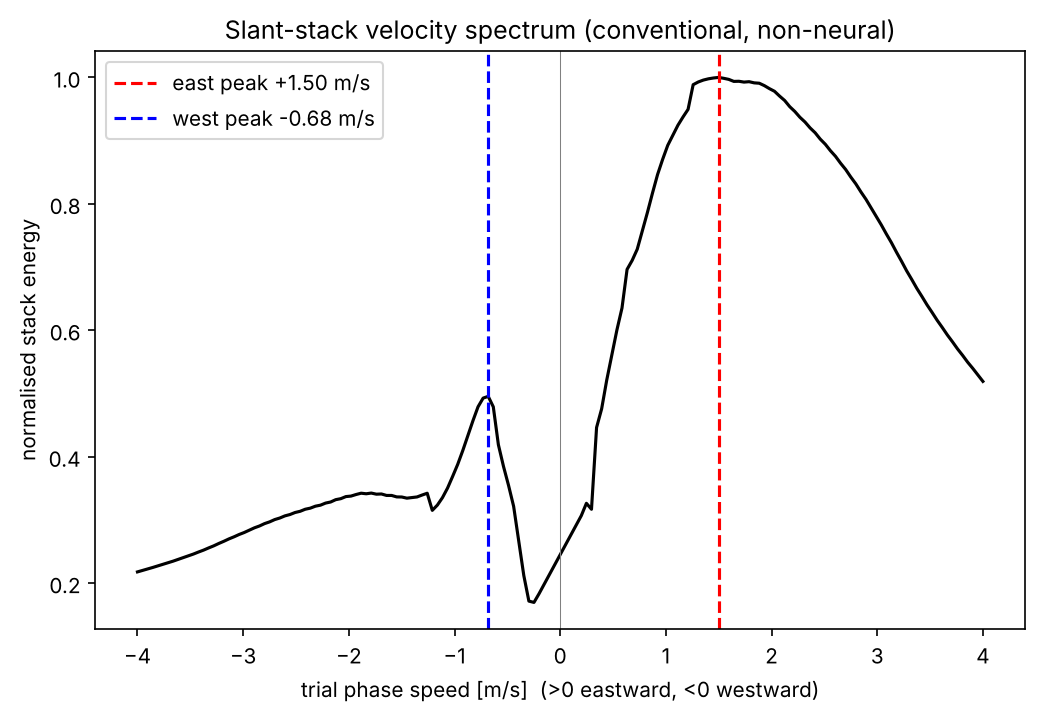 Slant-stack velocity spectrum (conventional, non-neural)
east peak +1.50 m/s
west peak -0.68 m/s
normalised stack energy
1.0
0.8
0.6
0.4
0.2
−4 −3 −2 −1 0 1 2 3 4
trial phase speed [m/s]  (>0 eastward, <0 westward)